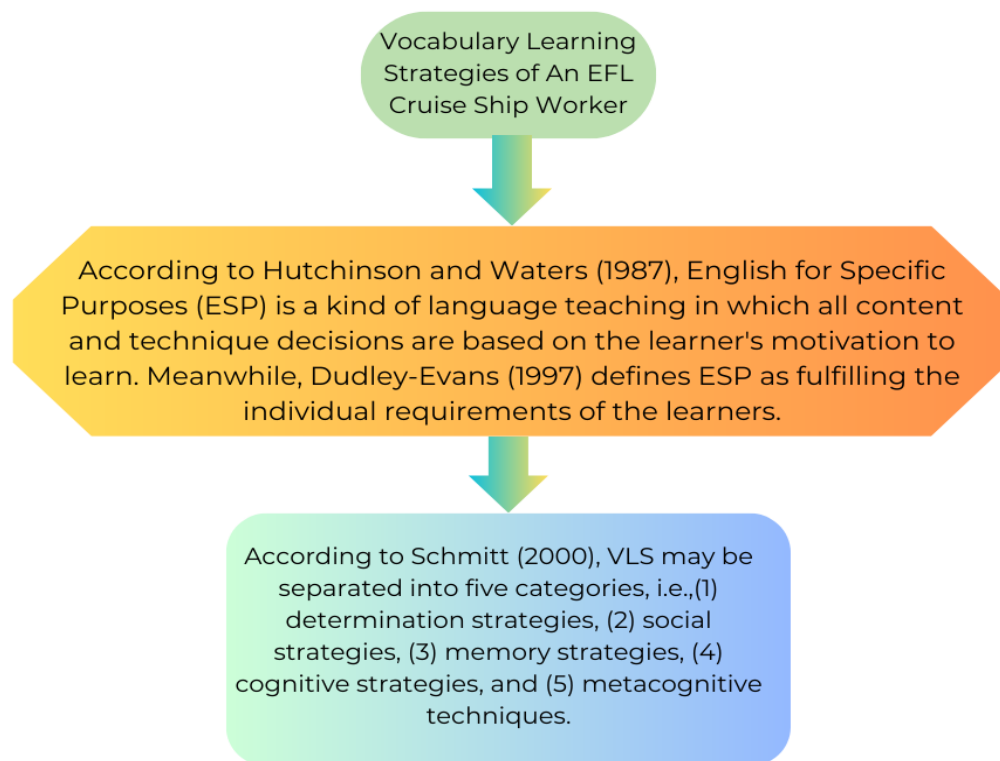 Vocabulary Learning
Strategies of An EFL
Cruise Ship Worker
According to Hutchinson and Waters (1987), English for Specific
Purposes (ESP) is a kind of language teaching in which all content
and technique decisions are based on the learner's motivation to
learn. Meanwhile, Dudley-Evans (1997) defines ESP as fulfilling the
individual requirements of the learners.
According to Schmitt (2000), VLS may be
separated into five categories, i.e.,(1)
determination strategies, (2) social
strategies, (3) memory strategies, (4)
cognitive strategies, and (5) metacognitive
techniques.